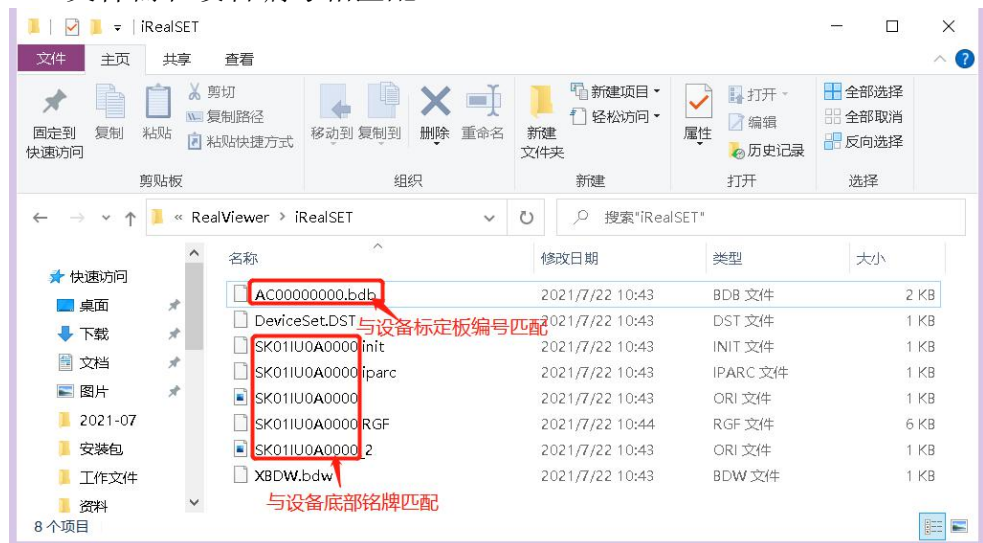 iRealSET
文件 主页 共享 查看
固定到快速访问 复制 粘贴 剪切 复制路径 粘贴快捷方式 移动到 复制到 删除 重命名 新建文件夹 新建项目 轻松访问 属性 打开 编辑 历史记录 全部选择 全部取消 反向选择
剪贴板 组织 新建 打开 选择
« RealViewer > iRealSET 搜索"iRealSET"
名称 修改日期 类型 大小
快速访问
桌面
下载
文档
图片
2021-07
安装包
工作文件
资料
AC00000000.bdb 2021/7/22 10:43 BDB 文件 2 KB
与设备标定板编号匹配
DeviceSet.DST 2021/7/22 10:43 DST 文件 1 KB
SK01IU0A0000.init 2021/7/22 10:43 INIT 文件 1 KB
SK01IU0A0000.iparc 2021/7/22 10:43 IPARC 文件 1 KB
SK01IU0A0000 2021/7/22 10:43 ORI 文件 1 KB
SK01IU0A0000.RGF 2021/7/22 10:44 RGF 文件 6 KB
SK01IU0A0000_2 2021/7/22 10:43 ORI 文件 1 KB
XBDW.bdw 2021/7/22 10:43 BDW 文件 1 KB
与设备底部铭牌匹配
8 个项目